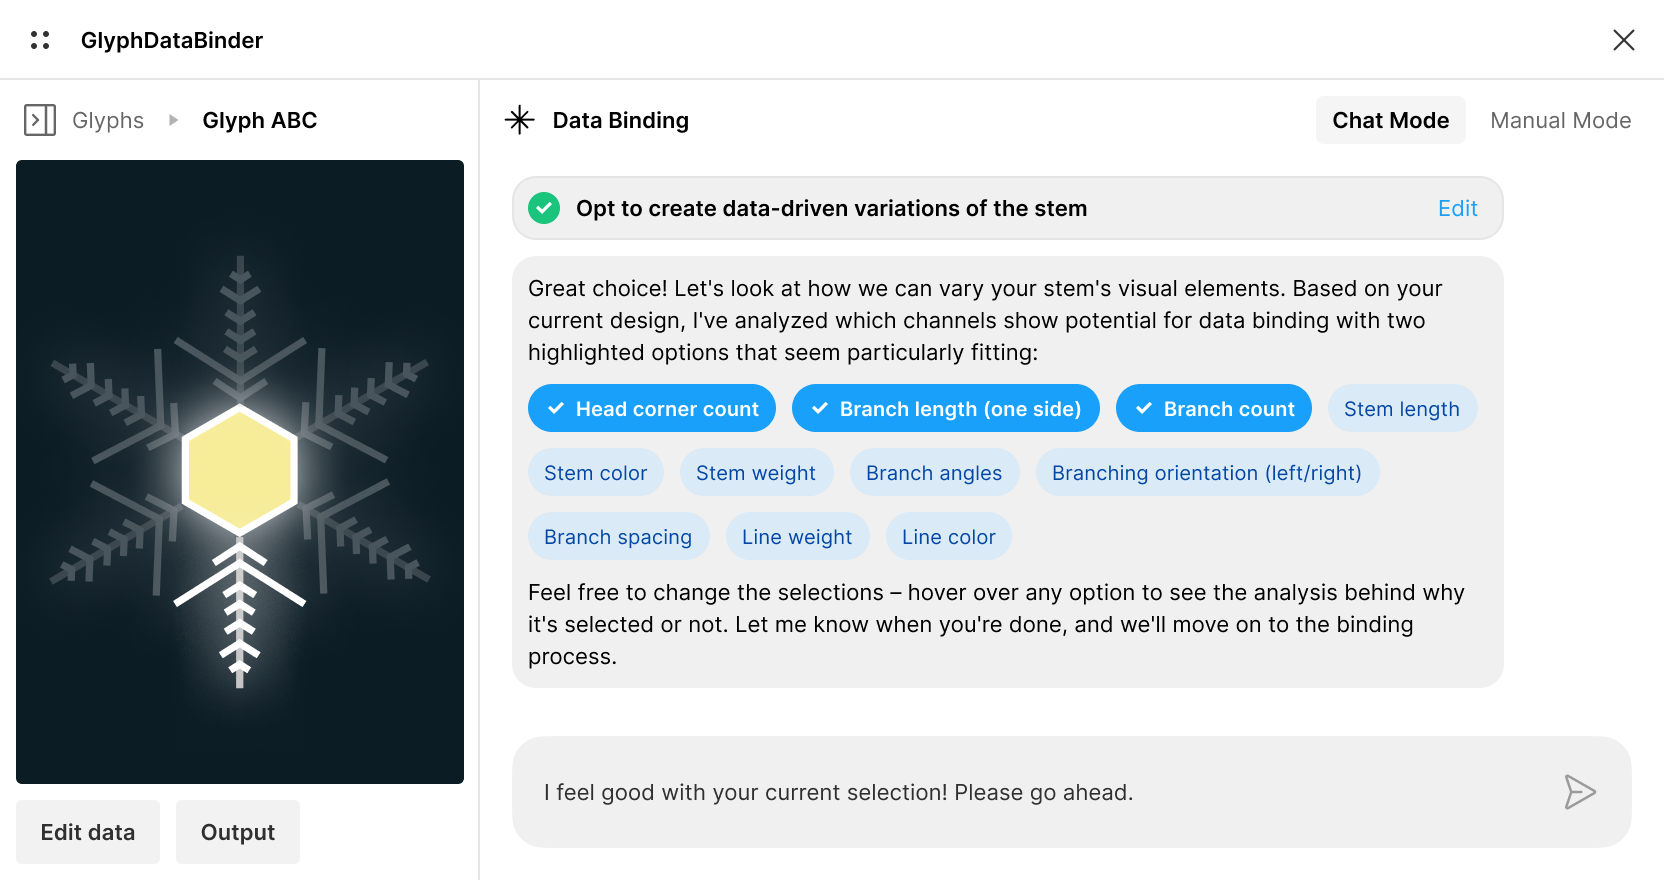 GlyphDataBinder
Glyphs
Glyph ABC
Edit data
Output
Data Binding
Chat Mode
Manual Mode
Opt to create data-driven variations of the stem
Edit
Great choice! Let's look at how we can vary your stem's visual elements. Based on your
current design, I've analyzed which channels show potential for data binding with two
highlighted options that seem particularly fitting:
Head corner count
Branch length (one side)
Branch count
Stem length
Stem color
Stem weight
Branch angles
Branching orientation (left/right)
Branch spacing
Line weight
Line color
Feel free to change the selections – hover over any option to see the analysis behind why
it's selected or not. Let me know when you're done, and we'll move on to the binding
process.
I feel good with your current selection! Please go ahead.